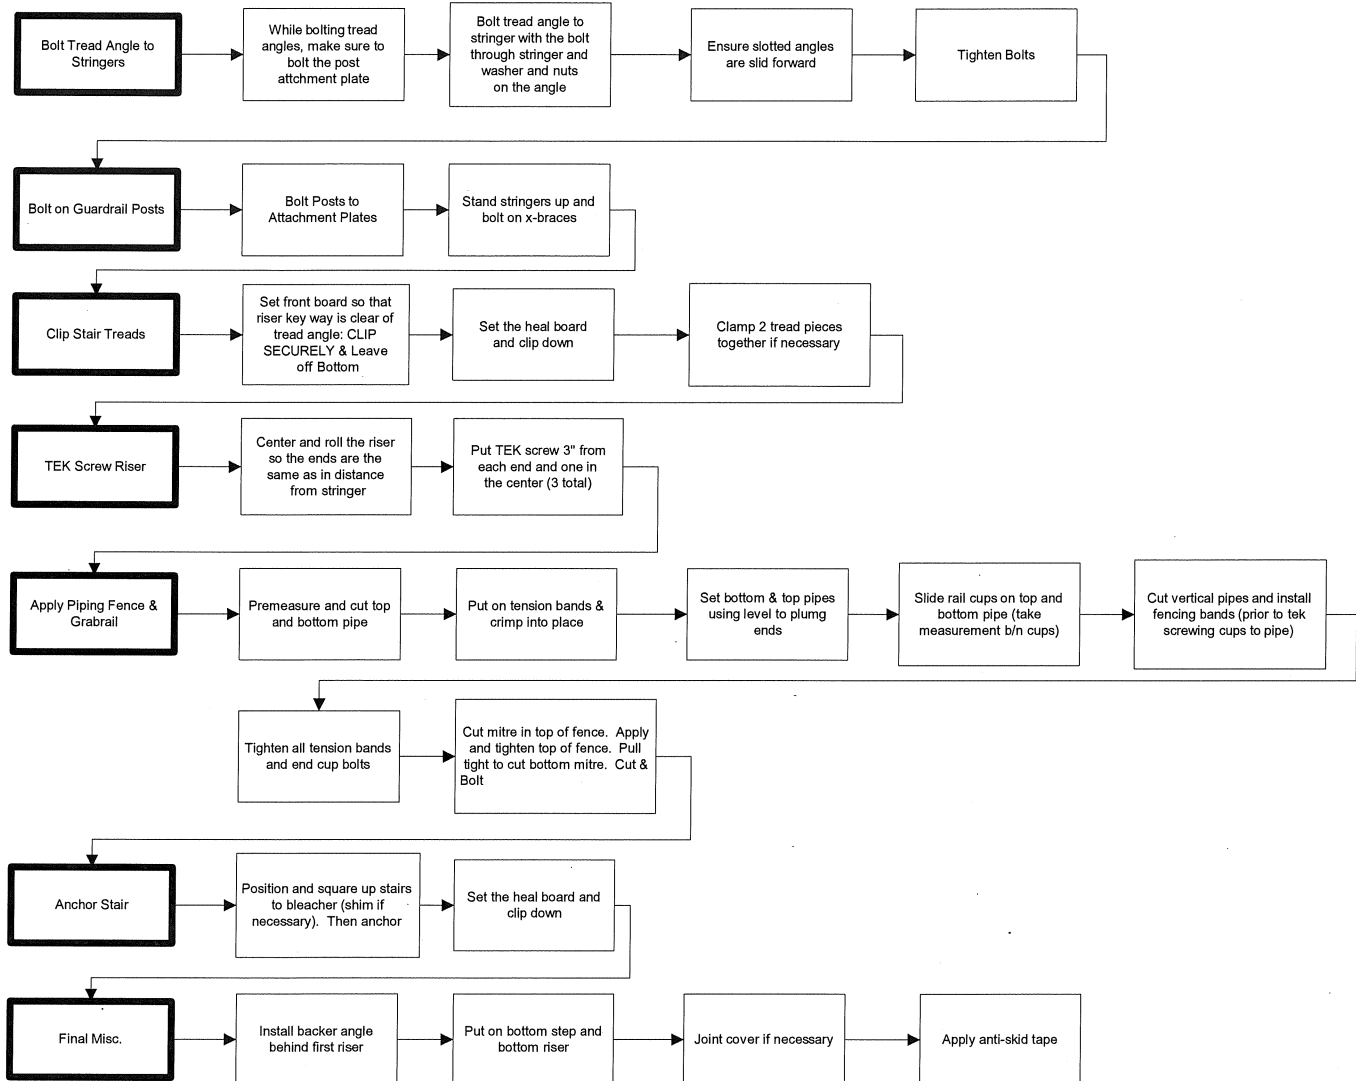 Bolt Tread Angle to
Stringers
While bolting tread
angles, make sure to
bolt the post
attchment plate
Bolt tread angle to
stringer with the bolt
through stringer and
washer and nuts
on the angle
Ensure slotted angles
are slid forward
Tighten Bolts
Bolt on Guardrail Posts
Bolt Posts to
Attachment Plates
Stand stringers up and
bolt on x-braces
Clip Stair Treads
Set front board so that
riser key way is clear of
tread angle: CLIP
SECURELY & Leave
off Bottom
Set the heal board
and clip down
Clamp 2 tread pieces
together if necessary
TEK Screw Riser
Center and roll the riser
so the ends are the
same as in distance
from stringer
Put TEK screw 3" from
each end and one in
the center (3 total)
Apply Piping Fence &
Grabrail
Premeasure and cut top
and bottom pipe
Put on tension bands &
crimp into place
Set bottom & top pipes
using level to plumg
ends
Slide rail cups on top and
bottom pipe (take
measurement b/n cups)
Cut vertical pipes and install
fencing bands (prior to tek
screwing cups to pipe)
Tighten all tension bands
and end cup bolts
Cut mitre in top of fence.  Apply
and tighten top of fence.  Pull
tight to cut bottom mitre.  Cut &
Bolt
Anchor Stair
Position and square up stairs
to bleacher (shim if
necessary).  Then anchor
Set the heal board and
clip down
Final Misc.
Install backer angle
behind first riser
Put on bottom step and
bottom riser
Joint cover if necessary
Apply anti-skid tape